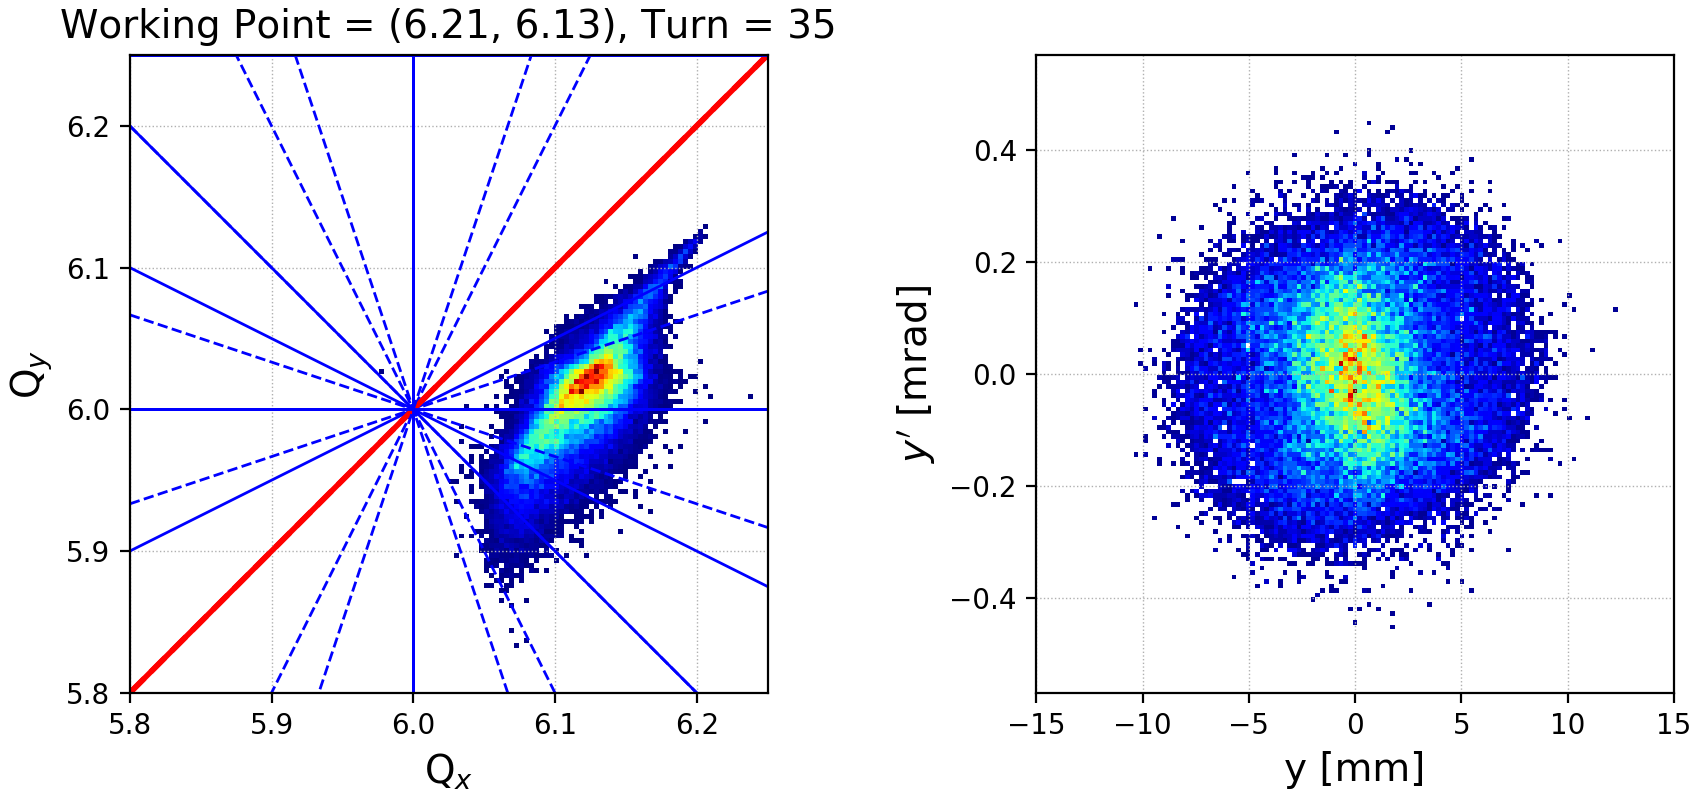 Working Point = (6.21, 6.13), Turn = 35
6.2
6.1
6.0
5.9
5.8
Q_y
5.8 5.9 6.0 6.1 6.2
Q_x
0.4
0.2
0.0
−0.2
−0.4
y′ [mrad]
−15 −10 −5 0 5 10 15
y [mm]